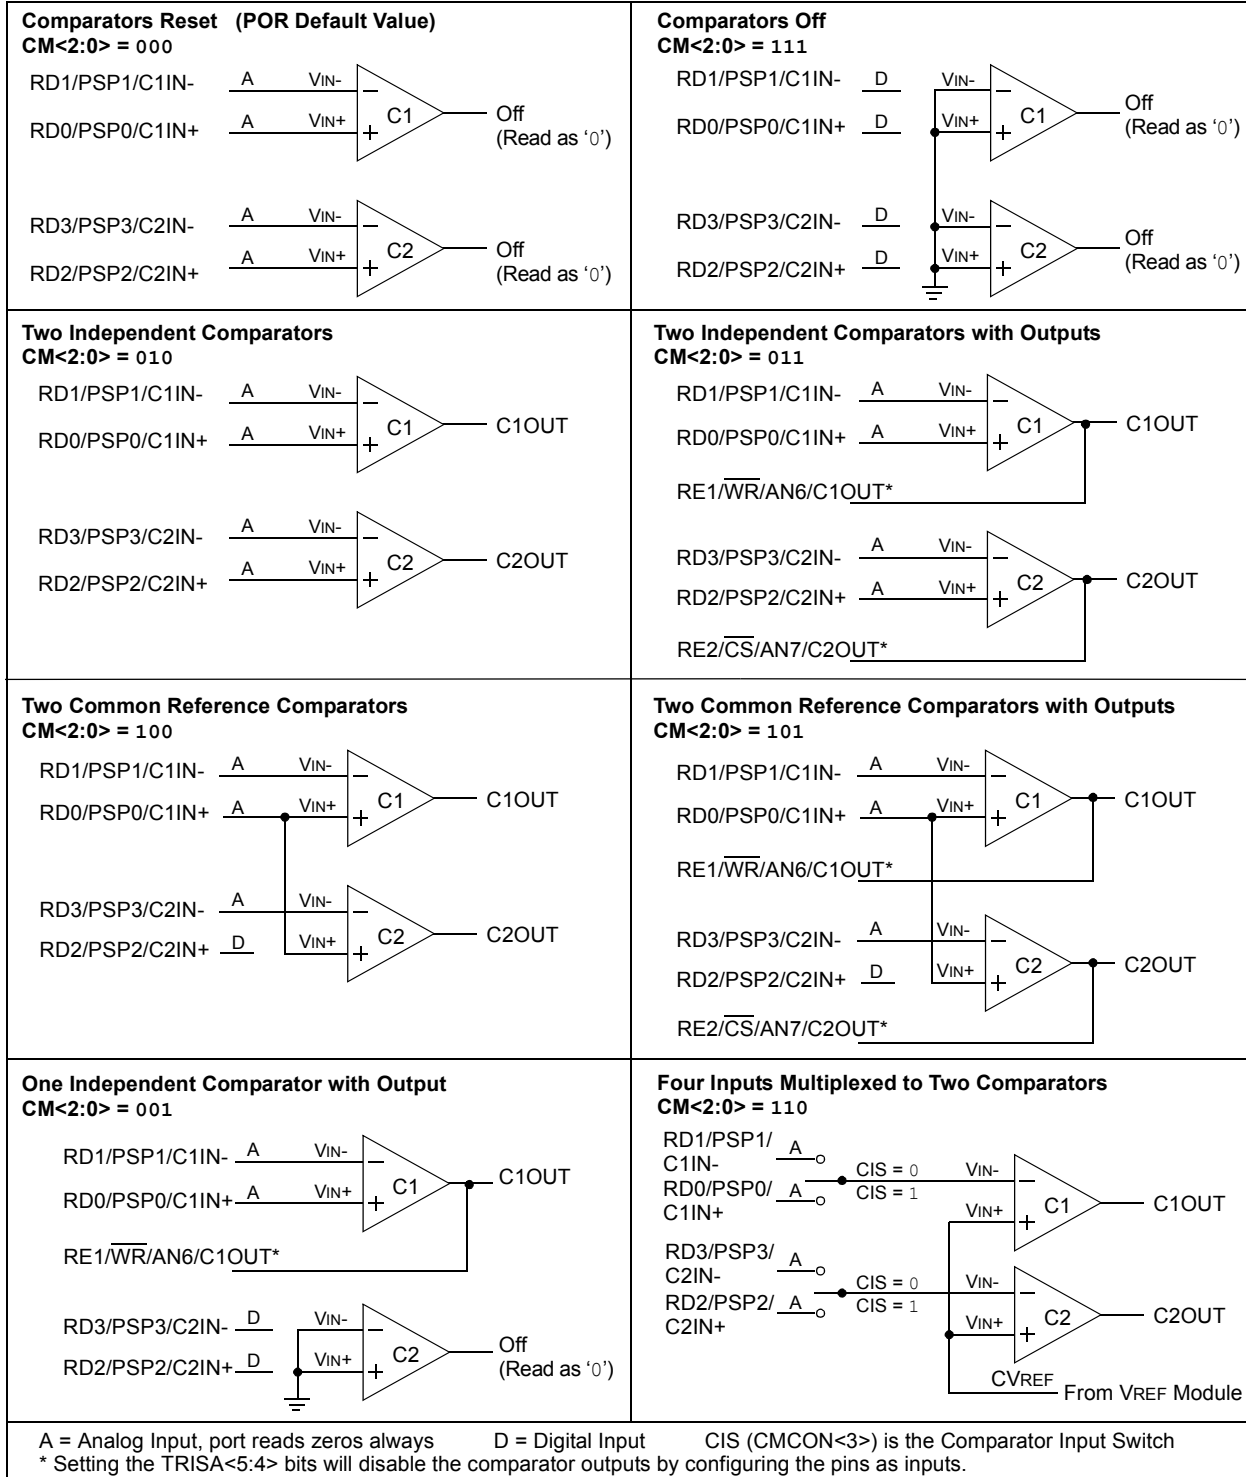 Comparators Reset (POR Default Value)
CM<2:0> = 000
RD1/PSP1/C1IN- A VIN-
RD0/PSP0/C1IN+ A VIN+
C1
Off
(Read as ‘0’)
RD3/PSP3/C2IN- A VIN-
RD2/PSP2/C2IN+ A VIN+
C2
Off
(Read as ‘0’)
Comparators Off
CM<2:0> = 111
RD1/PSP1/C1IN- D VIN-
RD0/PSP0/C1IN+ D VIN+
C1
Off
(Read as ‘0’)
RD3/PSP3/C2IN- D VIN-
RD2/PSP2/C2IN+ D VIN+
C2
Off
(Read as ‘0’)
Two Independent Comparators
CM<2:0> = 010
RD1/PSP1/C1IN- A VIN-
RD0/PSP0/C1IN+ A VIN+
C1 C1OUT
RD3/PSP3/C2IN- A VIN-
RD2/PSP2/C2IN+ A VIN+
C2 C2OUT
Two Independent Comparators with Outputs
CM<2:0> = 011
RD1/PSP1/C1IN- A VIN-
RD0/PSP0/C1IN+ A VIN+
C1 C1OUT
RE1/WR/AN6/C1OUT*
RD3/PSP3/C2IN- A VIN-
RD2/PSP2/C2IN+ A VIN+
C2 C2OUT
RE2/CS/AN7/C2OUT*
Two Common Reference Comparators
CM<2:0> = 100
RD1/PSP1/C1IN- A VIN-
RD0/PSP0/C1IN+ A VIN+
C1 C1OUT
RD3/PSP3/C2IN- A VIN-
RD2/PSP2/C2IN+ D VIN+
C2 C2OUT
Two Common Reference Comparators with Outputs
CM<2:0> = 101
RD1/PSP1/C1IN- A VIN-
RD0/PSP0/C1IN+ A VIN+
C1 C1OUT
RE1/WR/AN6/C1OUT*
RD3/PSP3/C2IN- A VIN-
RD2/PSP2/C2IN+ D VIN+
C2 C2OUT
RE2/CS/AN7/C2OUT*
One Independent Comparator with Output
CM<2:0> = 001
RD1/PSP1/C1IN- A VIN-
RD0/PSP0/C1IN+ A VIN+
C1 C1OUT
RE1/WR/AN6/C1OUT*
RD3/PSP3/C2IN- D VIN-
RD2/PSP2/C2IN+ D VIN+
C2
Off
(Read as ‘0’)
Four Inputs Multiplexed to Two Comparators
CM<2:0> = 110
RD1/PSP1/
C1IN- A
CIS = 0 VIN-
RD0/PSP0/
C1IN+ A
CIS = 1
VIN+
C1 C1OUT
RD3/PSP3/
C2IN- A
CIS = 0 VIN-
RD2/PSP2/
C2IN+ A
CIS = 1
VIN+
C2 C2OUT
CVREF
From VREF Module
A = Analog Input, port reads zeros always D = Digital Input CIS (CMCON<3>) is the Comparator Input Switch
* Setting the TRISA<5:4> bits will disable the comparator outputs by configuring the pins as inputs.